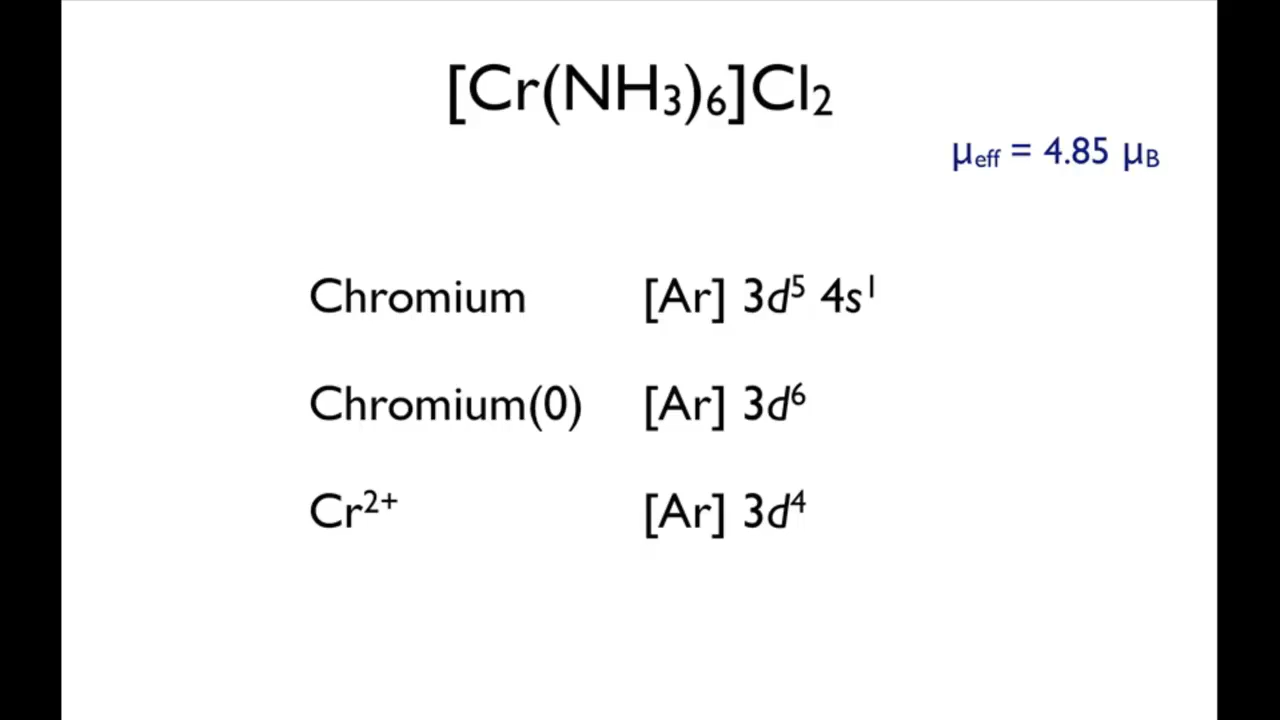 [Cr(NH₃)₆]Cl₂
μeff = 4.85 μB
Chromium [Ar] 3d⁵ 4s¹
Chromium(0) [Ar] 3d⁶
Cr²⁺ [Ar] 3d⁴